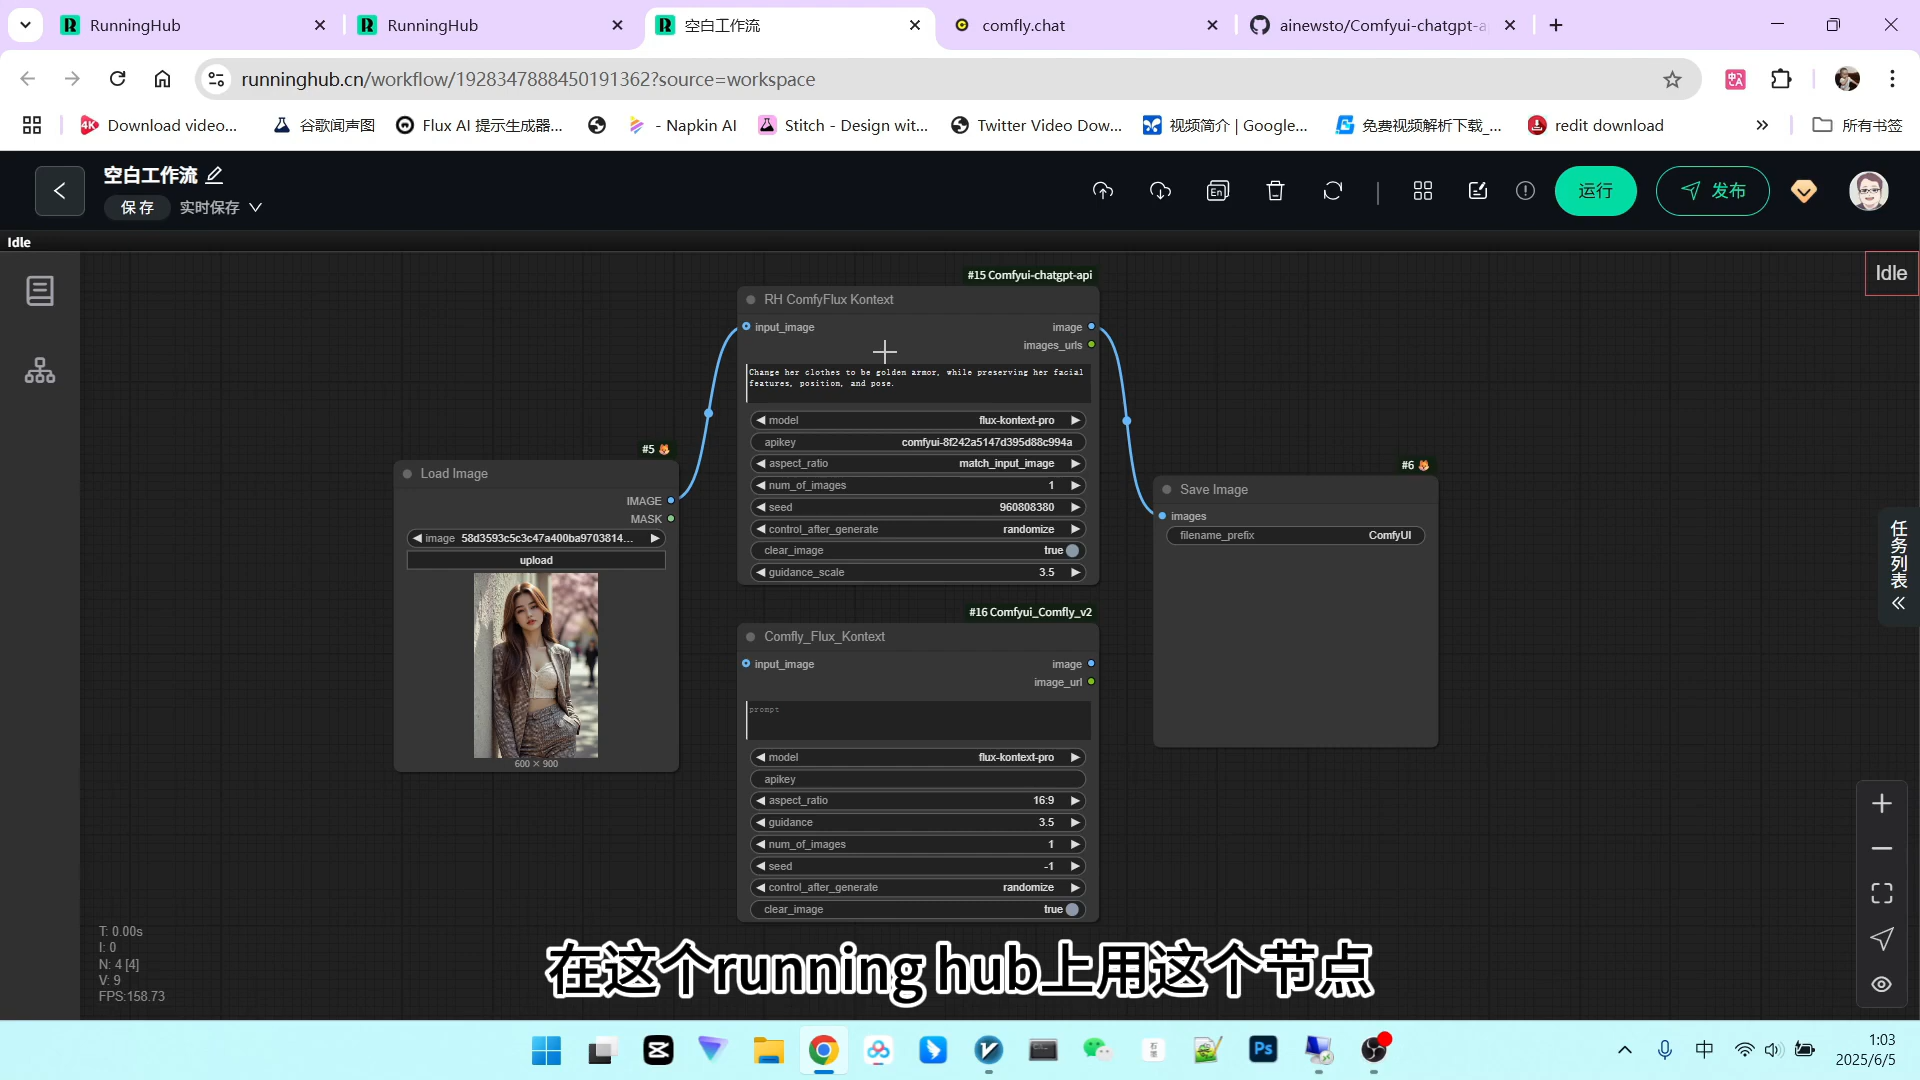 RunningHub
RunningHub
空白工作流
comfly.chat
ainewsto/Comfyui-chatgpt-a
runninghub.cn/workflow/1928347888450191362?source=workspace
Download video...
谷歌闻声图
Flux AI 提示生成器...
- Napkin AI
Stitch - Design wit...
Twitter Video Dow...
视频简介 | Google...
免费视频解析下载_...
redit download
所有书签
空白工作流
保存
实时保存
En
运行
发布
Idle
Idle
#15 Comfyui-chatgpt-api
RH ComfyFlux Kontext
input_image
image
images_urls
Change her clothes to be golden armor, while preserving her facial
features, position, and pose.
model flux-kontext-pro
apikey comfyui-8f242a5147d395d88c994a
aspect_ratio match_input_image
num_of_images 1
seed 960808380
control_after_generate randomize
clear_image true
guidance_scale 3.5
#5
Load Image
IMAGE
MASK
image 58d3593c5c3c47a400ba9703814...
upload
600 × 900
#6
Save Image
images
filename_prefix ComfyUI
#16 Comfyui_Comfly_v2
Comfly_Flux_Kontext
input_image
image
image_url
prompt
model flux-kontext-pro
apikey
aspect_ratio 16:9
guidance 3.5
num_of_images 1
seed -1
control_after_generate randomize
clear_image true
任务列表
T: 0.00s
I: 0
N: 4 [4]
V: 9
FPS:158.73
在这个running hub上用这个节点
Ps
中
1:03
2025/6/5